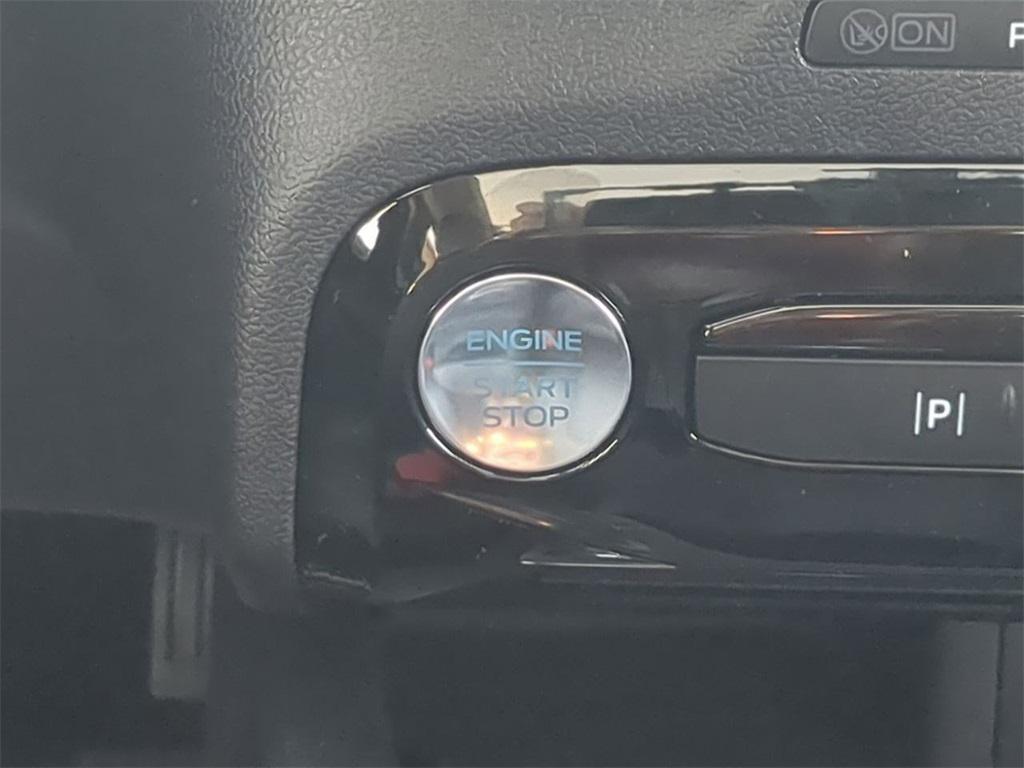 ON
P
ENGINE
START
STOP
|P|